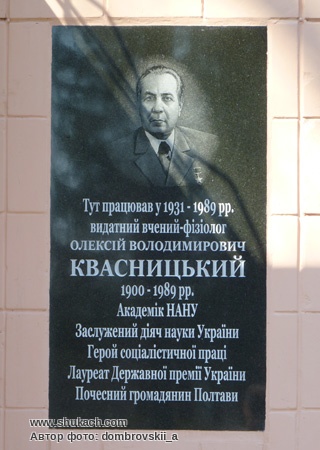 Тут працював у 1931 - 1989 рр.
видатний вчений-фізіолог
ОЛЕКСІЙ ВОЛОДИМИРОВИЧ
КВАСНИЦЬКИЙ
1900 - 1989 рр.
Академік НАНУ
Заслужений діяч науки України
Герой соціалістичної праці
Лауреат Державної премії України
Почесний громадянин Полтави
www.shukach.com
Автор фото: dombrovskii_a